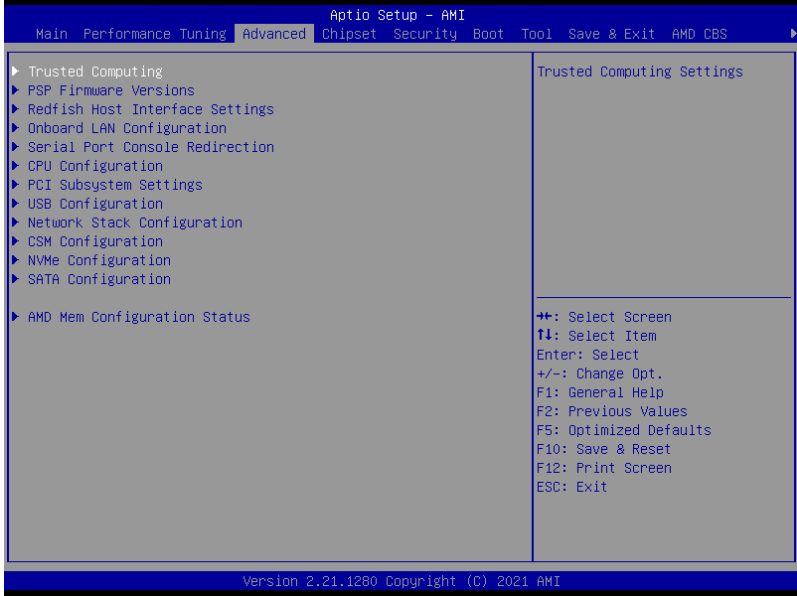 Aptio Setup – AMI
Main Performance Tuning Advanced Chipset Security Boot Tool Save & Exit AMD CBS
Trusted Computing
PSP Firmware Versions
Redfish Host Interface Settings
Onboard LAN Configuration
Serial Port Console Redirection
CPU Configuration
PCI Subsystem Settings
USB Configuration
Network Stack Configuration
CSM Configuration
NVMe Configuration
SATA Configuration
AMD Mem Configuration Status
Trusted Computing Settings
→←: Select Screen
↑↓: Select Item
Enter: Select
+/-: Change Opt.
F1: General Help
F2: Previous Values
F5: Optimized Defaults
F10: Save & Reset
F12: Print Screen
ESC: Exit
Version 2.21.1280 Copyright (C) 2021 AMI